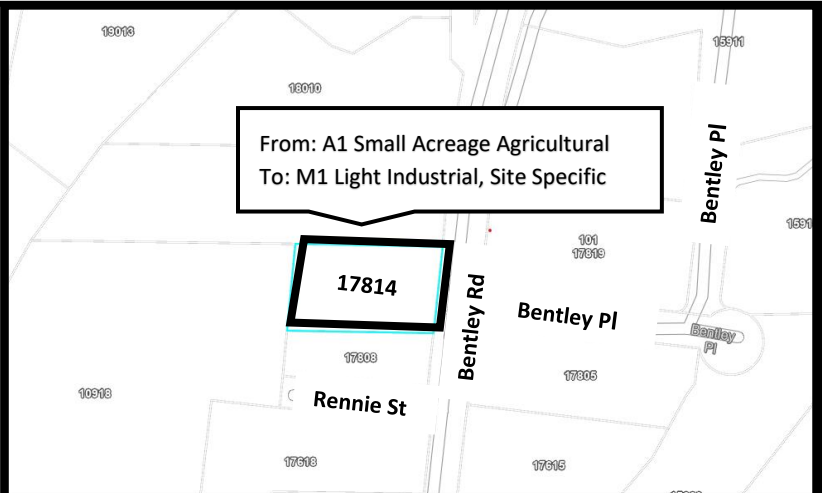 19013
15911
18010
From: A1 Small Acreage Agricultural
To: M1 Light Industrial, Site Specific
Bentley Pl
1591
101
17819
17814
Bentley Rd
Bentley Pl
Bentley
Pl
17808
17805
10918
Rennie St
17618
17615